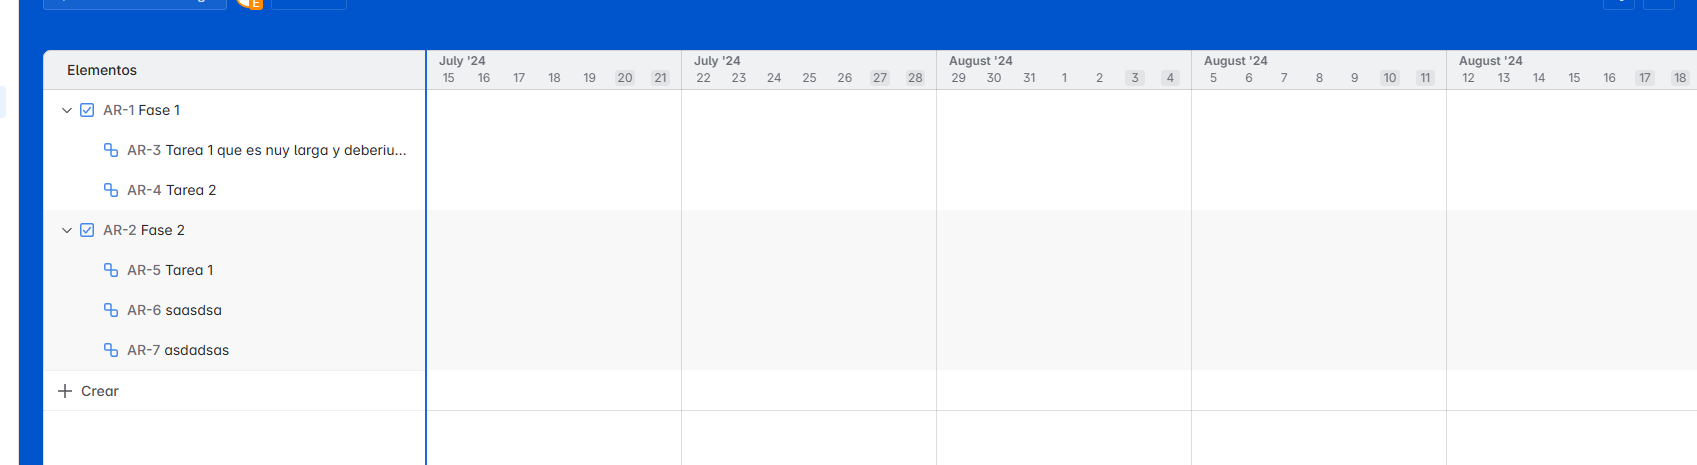 E
Elementos
July '24 July '24 August '24 August '24 August '24
15 16 17 18 19 20 21 22 23 24 25 26 27 28 29 30 31 1 2 3 4 5 6 7 8 9 10 11 12 13 14 15 16 17 18
AR-1 Fase 1
AR-3 Tarea 1 que es nuy larga y deberiu...
AR-4 Tarea 2
AR-2 Fase 2
AR-5 Tarea 1
AR-6 saasdsa
AR-7 asdadsas
Crear